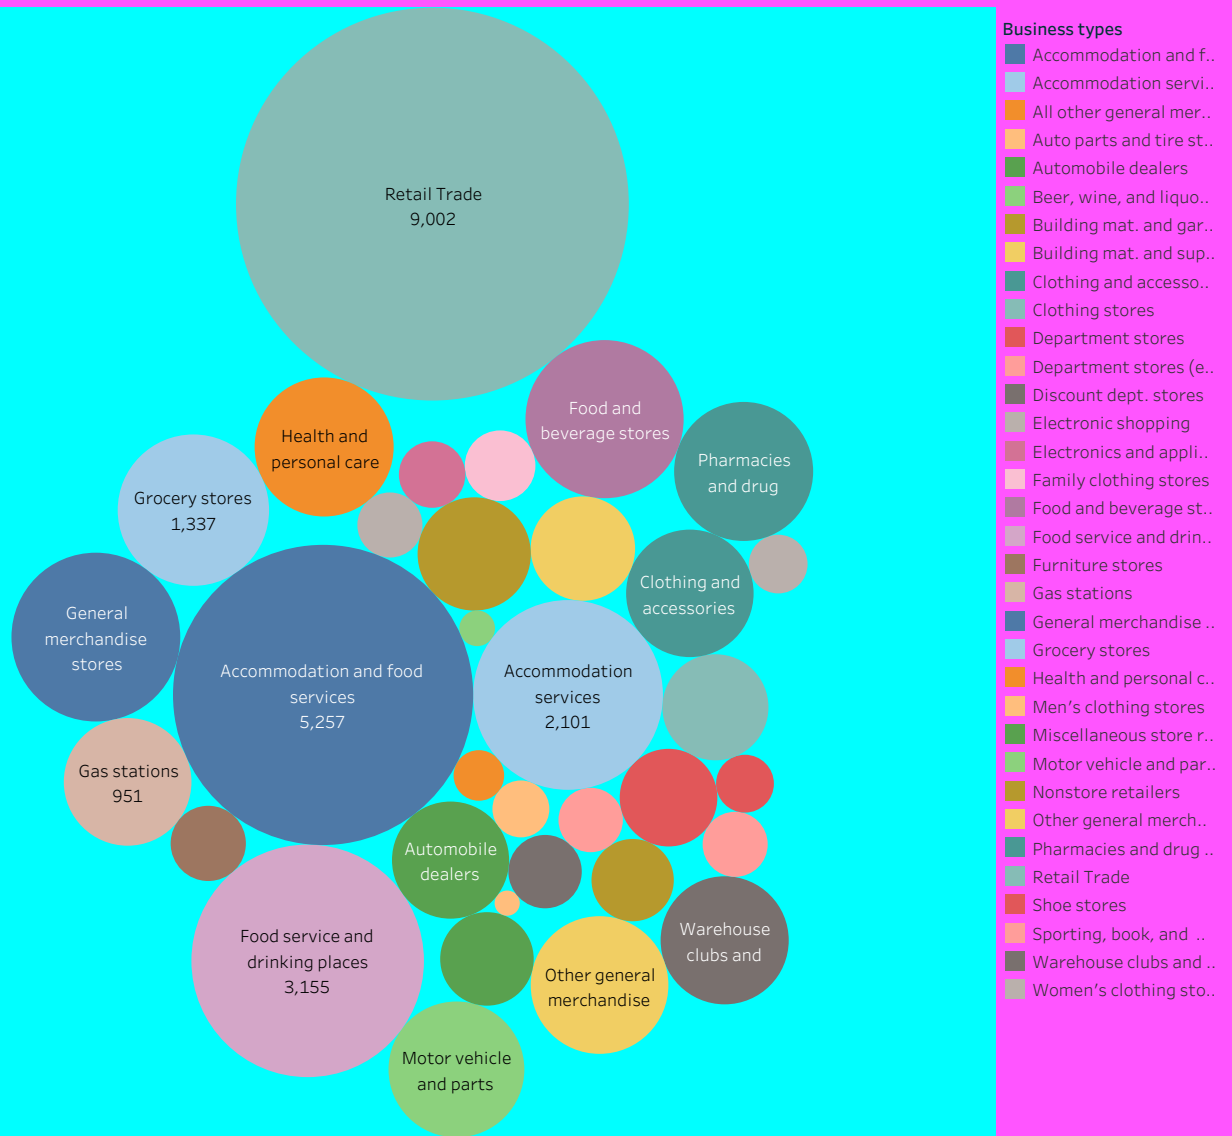 Retail Trade
9,002
Food and
beverage stores
Health and
personal care
Pharmacies
and drug
Grocery stores
1,337
Clothing and
accessories
General
merchandise
stores
Accommodation and food
services
5,257
Accommodation
services
2,101
Gas stations
951
Automobile
dealers
Food service and
drinking places
3,155
Warehouse
clubs and
Other general
merchandise
Motor vehicle
and parts
Business types
Accommodation and f..
Accommodation servi..
All other general mer..
Auto parts and tire st..
Automobile dealers
Beer, wine, and liquo..
Building mat. and gar..
Building mat. and sup..
Clothing and accesso..
Clothing stores
Department stores
Department stores (e..
Discount dept. stores
Electronic shopping
Electronics and appli..
Family clothing stores
Food and beverage st..
Food service and drin..
Furniture stores
Gas stations
General merchandise ..
Grocery stores
Health and personal c..
Men's clothing stores
Miscellaneous store r..
Motor vehicle and par..
Nonstore retailers
Other general merch..
Pharmacies and drug ..
Retail Trade
Shoe stores
Sporting, book, and ..
Warehouse clubs and ..
Women's clothing sto..